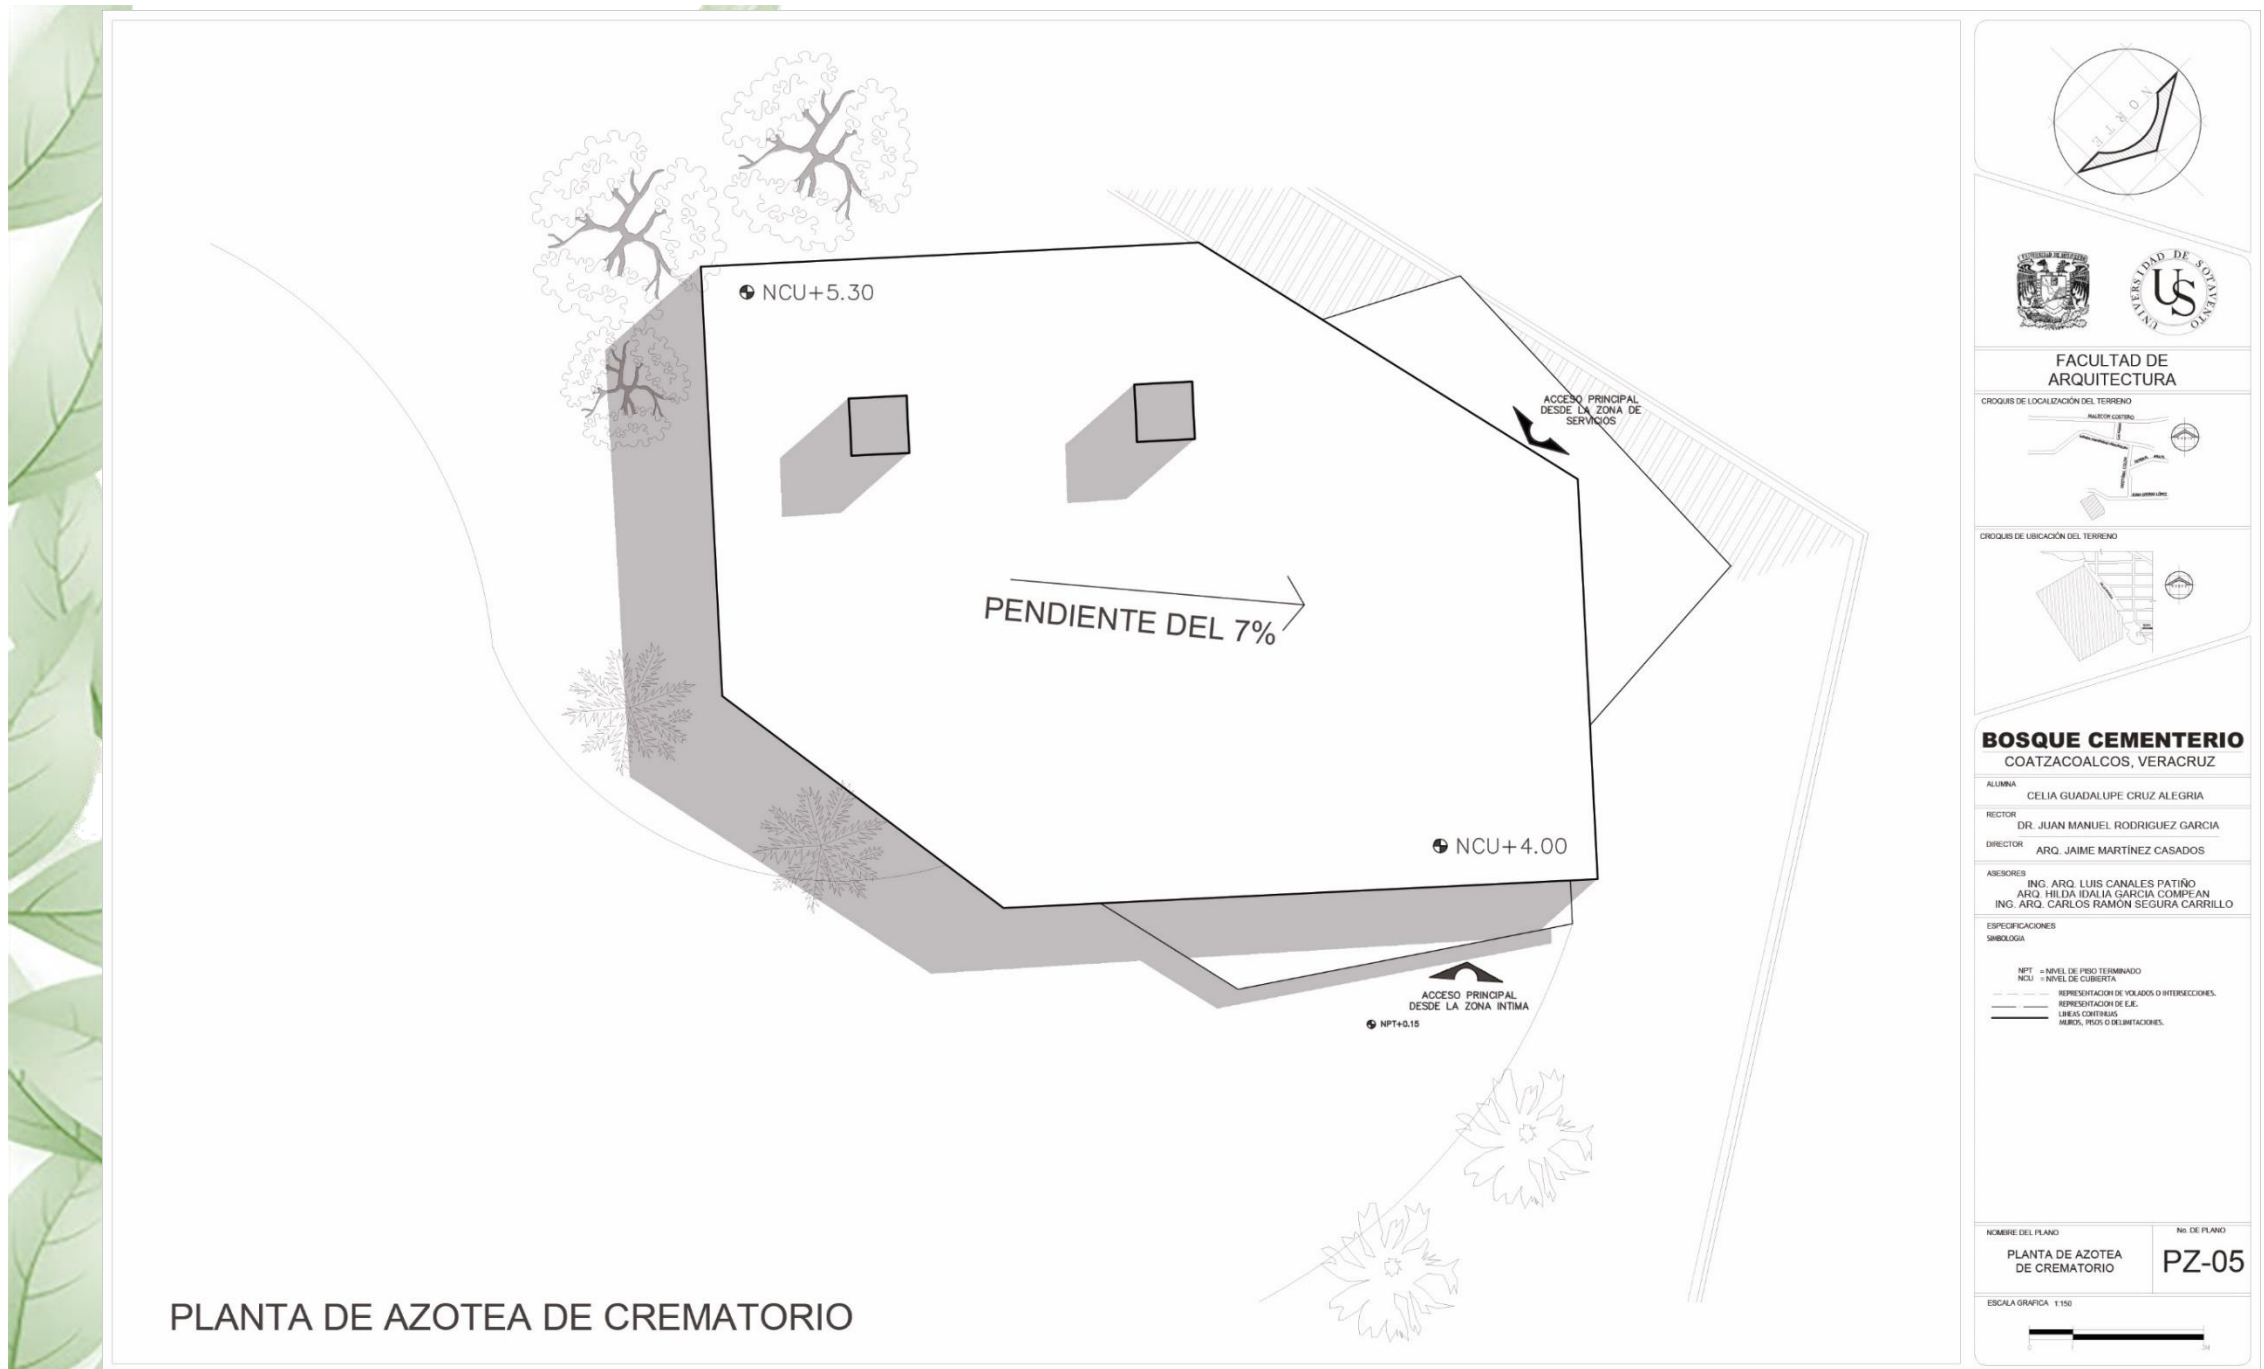 NCU+5.30
ACCESO PRINCIPAL
DESDE LA ZONA DE
SERVICIOS
PENDIENTE DEL 7%
NCU+4.00
ACCESO PRINCIPAL
DESDE LA ZONA INTIMA
NPT+0.15
PLANTA DE AZOTEA DE CREMATORIO
NORTE
UNIVERSIDAD DE SOTAVENTO
US
FACULTAD DE
ARQUITECTURA
CROQUIS DE LOCALIZACIÓN DEL TERRENO
MALECON COSTERO
CROQUIS DE UBICACIÓN DEL TERRENO
BOSQUE CEMENTERIO
COATZACOALCOS, VERACRUZ
ALUMNA
CELIA GUADALUPE CRUZ ALEGRIA
RECTOR
DR. JUAN MANUEL RODRIGUEZ GARCIA
DIRECTOR
ARQ. JAIME MARTÍNEZ CASADOS
ASESORES
ING. ARQ. LUIS CANALES PATIÑO
ARQ. HILDA IDALIA GARCIA COMPEAN
ING. ARQ. CARLOS RAMÓN SEGURA CARRILLO
ESPECIFICACIONES
SIMBOLOGIA
NPT = NIVEL DE PISO TERMINADO
NCU = NIVEL DE CUBIERTA
REPRESENTACION DE VOLADOS O INTERSECCIONES.
REPRESENTACION DE EJE.
LINEAS CONTINUAS
MUROS, PISOS O DELIMITACIONES.
NOMBRE DEL PLANO
No. DE PLANO
PLANTA DE AZOTEA
DE CREMATORIO
PZ-05
ESCALA GRAFICA 1:150